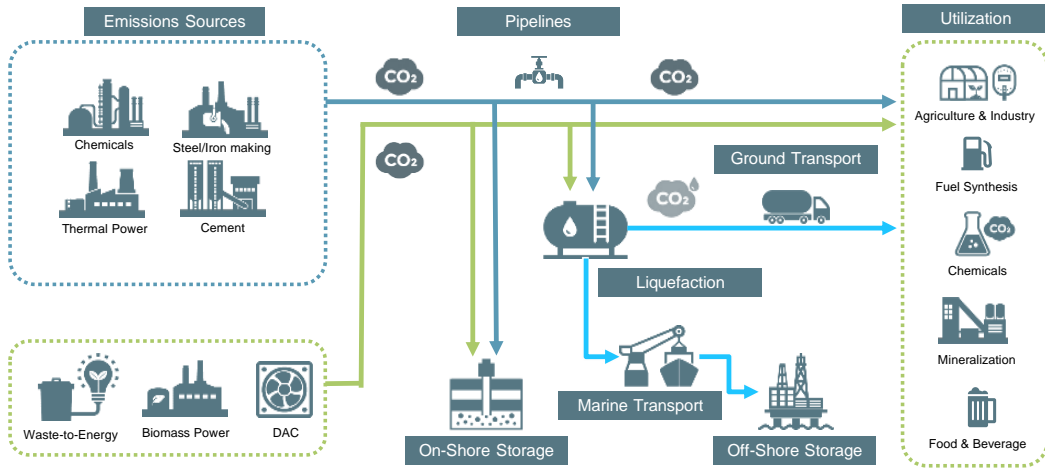 Emissions Sources
Pipelines
Utilization
CO₂
CO₂
Chemicals
Steel/Iron making
Thermal Power
Cement
CO₂
Agriculture & Industry
Ground Transport
Fuel Synthesis
CO₂
CO₂
Chemicals
Liquefaction
Mineralization
Marine Transport
Waste-to-Energy
Biomass Power
DAC
On-Shore Storage
Off-Shore Storage
Food & Beverage